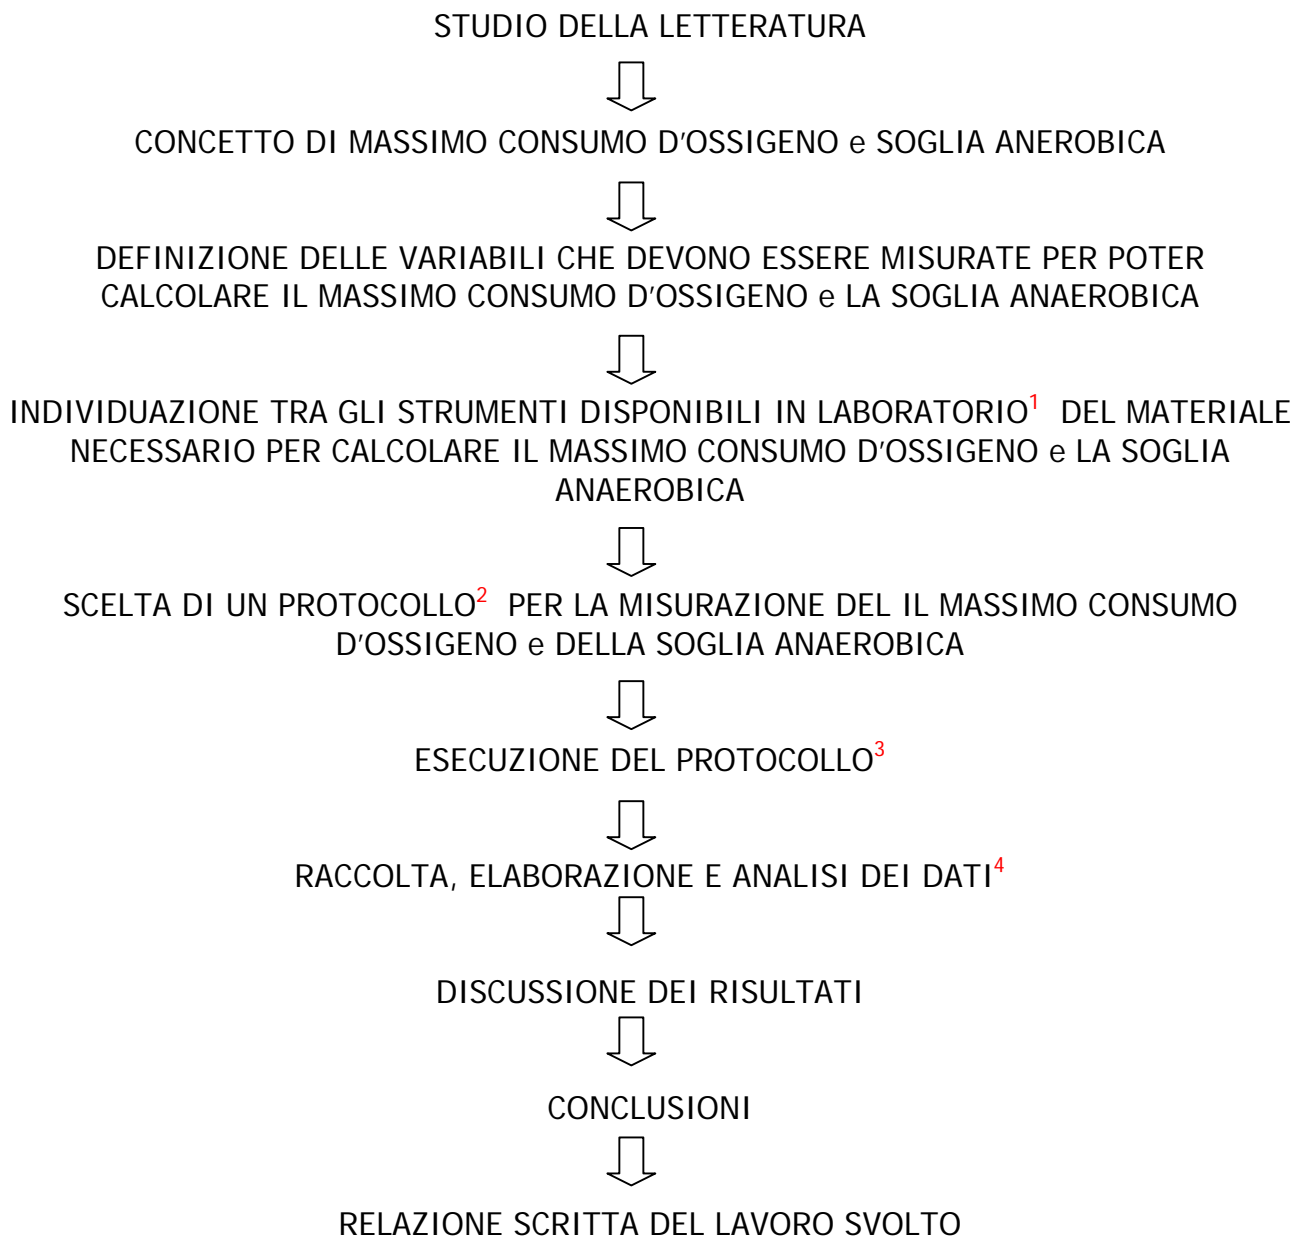 STUDIO DELLA LETTERATURA
CONCETTO DI MASSIMO CONSUMO D'OSSIGENO e SOGLIA ANEROBICA
DEFINIZIONE DELLE VARIABILI CHE DEVONO ESSERE MISURATE PER POTER
CALCOLARE IL MASSIMO CONSUMO D'OSSIGENO e LA SOGLIA ANAEROBICA
INDIVIDUAZIONE TRA GLI STRUMENTI DISPONIBILI IN LABORATORIO1 DEL MATERIALE
NECESSARIO PER CALCOLARE IL MASSIMO CONSUMO D'OSSIGENO e LA SOGLIA
ANAEROBICA
SCELTA DI UN PROTOCOLLO2 PER LA MISURAZIONE DEL IL MASSIMO CONSUMO
D'OSSIGENO e DELLA SOGLIA ANAEROBICA
ESECUZIONE DEL PROTOCOLLO3
RACCOLTA, ELABORAZIONE E ANALISI DEI DATI4
DISCUSSIONE DEI RISULTATI
CONCLUSIONI
RELAZIONE SCRITTA DEL LAVORO SVOLTO